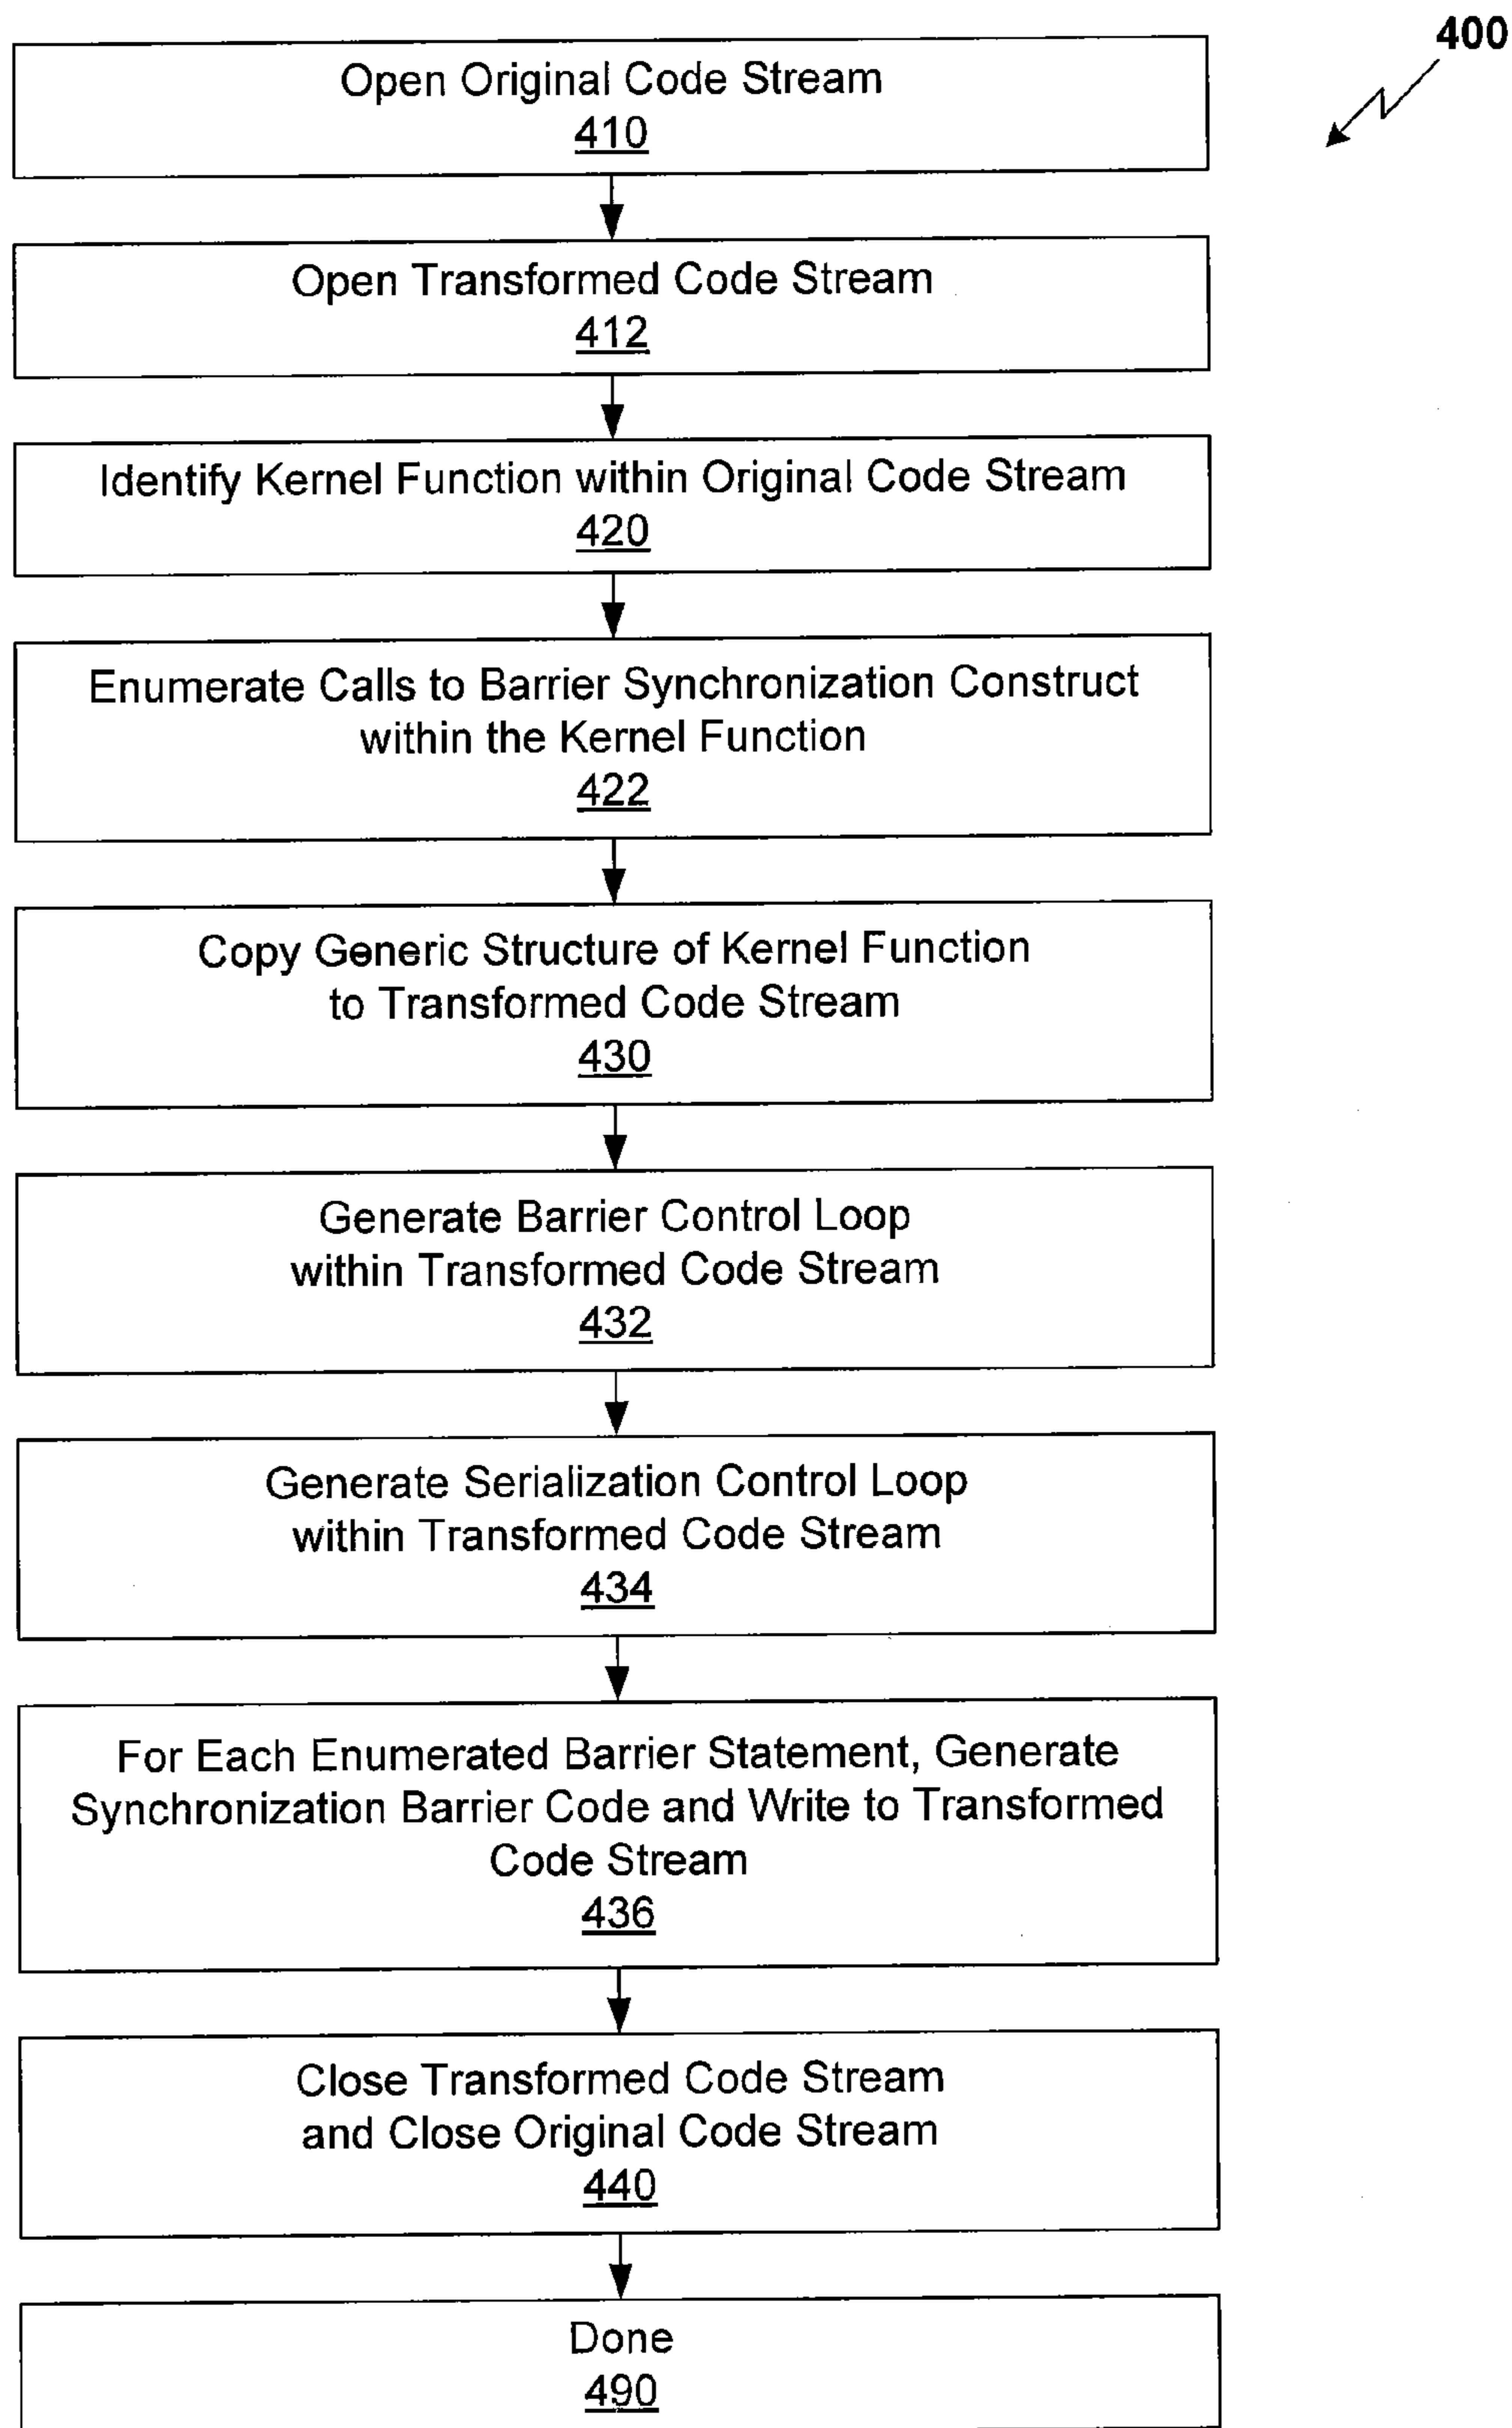 400
Open Original Code Stream
410
Open Transformed Code Stream
412
Identify Kernel Function within Original Code Stream
420
Enumerate Calls to Barrier Synchronization Construct
within the Kernel Function
422
Copy Generic Structure of Kernel Function
to Transformed Code Stream
430
Generate Barrier Control Loop
within Transformed Code Stream
432
Generate Serialization Control Loop
within Transformed Code Stream
434
For Each Enumerated Barrier Statement, Generate
Synchronization Barrier Code and Write to Transformed
Code Stream
436
Close Transformed Code Stream
and Close Original Code Stream
440
Done
490